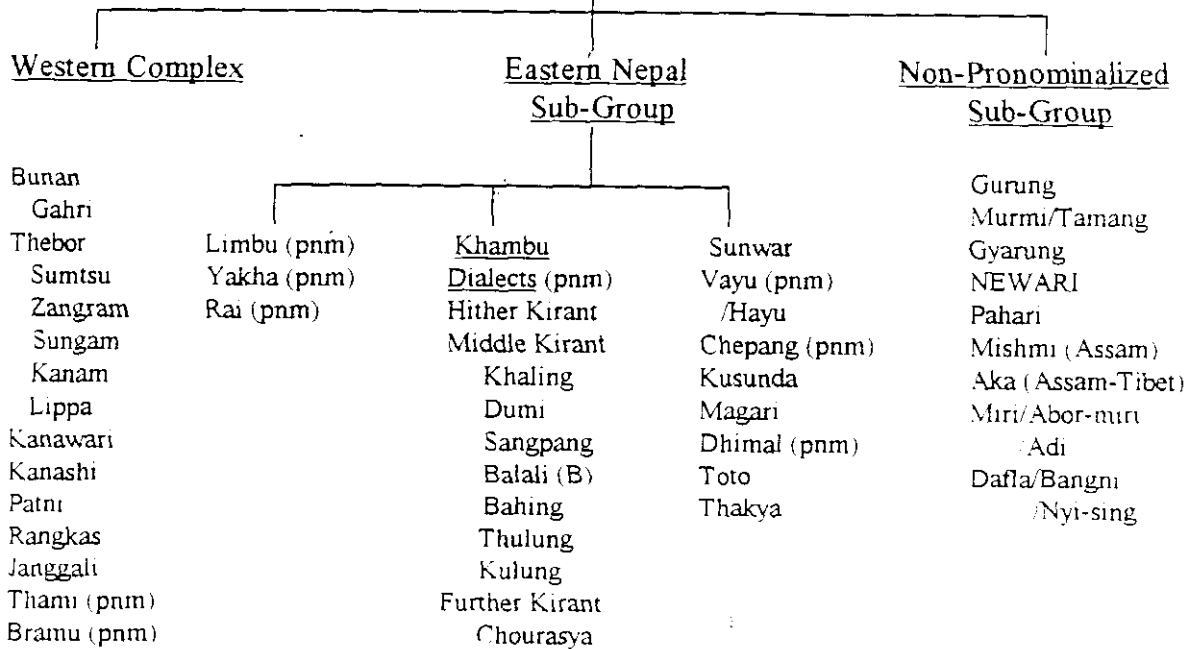 Western Complex
Eastern Nepal
Sub-Group
Non-Pronominalized
Sub-Group
Bunan
Gahri
Thebor
Sumtsu
Zangram
Sungam
Kanam
Lippa
Kanawari
Kanashi
Patni
Rangkas
Janggali
Thami (pnm)
Bramu (pnm)
Limbu (pnm)
Yakha (pnm)
Rai (pnm)
Khambu
Dialects (pnm)
Hither Kirant
Middle Kirant
Khaling
Dumi
Sangpang
Balali (B)
Bahing
Thulung
Kulung
Further Kirant
Chourasya
Sunwar
Vayu (pnm)
/Hayu
Chepang (pnm)
Kusunda
Magari
Dhimal (pnm)
Toto
Thakya
Gurung
Murmi/Tamang
Gyarung
NEWARI
Pahari
Mishmi (Assam)
Aka (Assam-Tibet)
Miri/Abor-miri
/Adi
Dafla/Bangni
/Nyi-sing